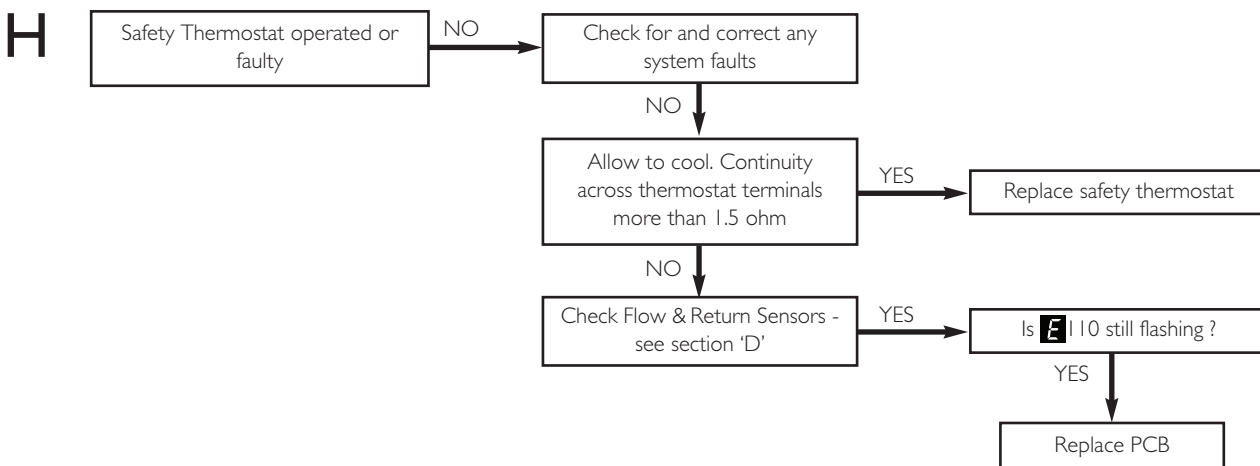 H
Safety Thermostat operated or
faulty
NO
Check for and correct any
system faults
NO
Allow to cool. Continuity
across thermostat terminals
more than 1.5 ohm
YES
Replace safety thermostat
NO
Check Flow & Return Sensors -
see section ‘D’
YES
Is E110 still flashing ?
YES
Replace PCB